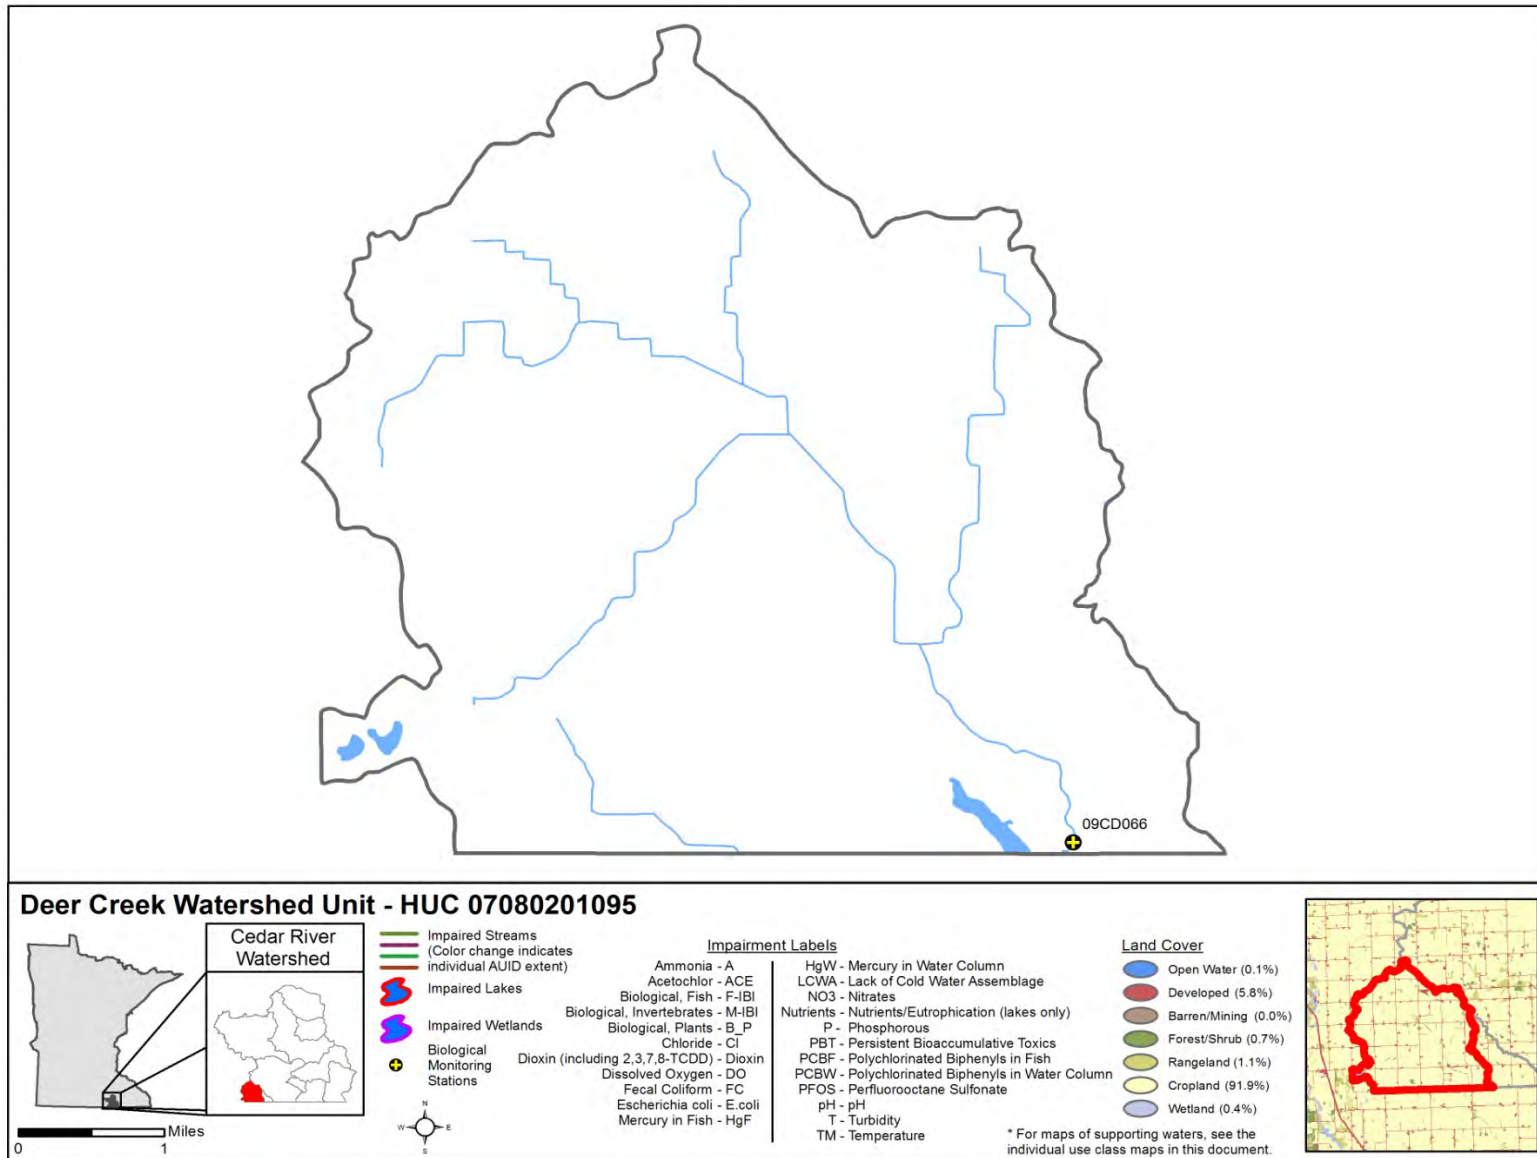 09CD066
Deer Creek Watershed Unit - HUC 07080201095
Cedar River
Watershed
Impaired Streams
(Color change indicates
individual AUID extent)
Impaired Lakes
Impaired Wetlands
Biological
Monitoring
Stations
N
W
E
S
0
1
Miles
Impairment Labels
Ammonia - A
Acetochlor - ACE
Biological, Fish - F-IBI
Biological, Invertebrates - M-IBI
Biological, Plants - B_P
Chloride - Cl
Dioxin (including 2,3,7,8-TCDD) - Dioxin
Dissolved Oxygen - DO
Fecal Coliform - FC
Escherichia coli - E.coli
Mercury in Fish - HgF
HgW - Mercury in Water Column
LCWA - Lack of Cold Water Assemblage
NO3 - Nitrates
Nutrients - Nutrients/Eutrophication (lakes only)
P - Phosphorous
PBT - Persistent Bioaccumulative Toxics
PCBF - Polychlorinated Biphenyls in Fish
PCBW - Polychlorinated Biphenyls in Water Column
PFOS - Perfluorooctane Sulfonate
pH - pH
T - Turbidity
TM - Temperature
Land Cover
Open Water (0.1%)
Developed (5.8%)
Barren/Mining (0.0%)
Forest/Shrub (0.7%)
Rangeland (1.1%)
Cropland (91.9%)
Wetland (0.4%)
* For maps of supporting waters, see the
individual use class maps in this document.